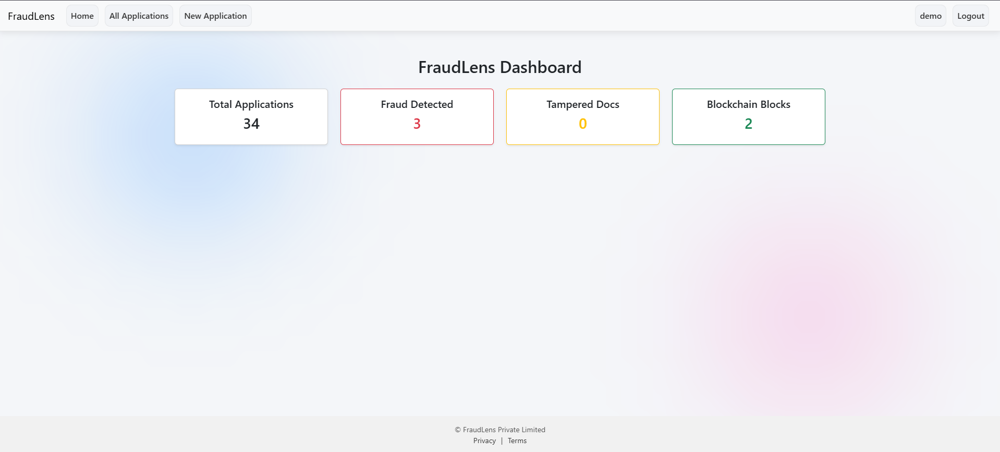 FraudLens Home All Applications New Application demo Logout
FraudLens Dashboard
Total Applications Fraud Detected Tampered Docs Blockchain Blocks
34 3 0 2
© FraudLens Private Limited
Privacy | Terms